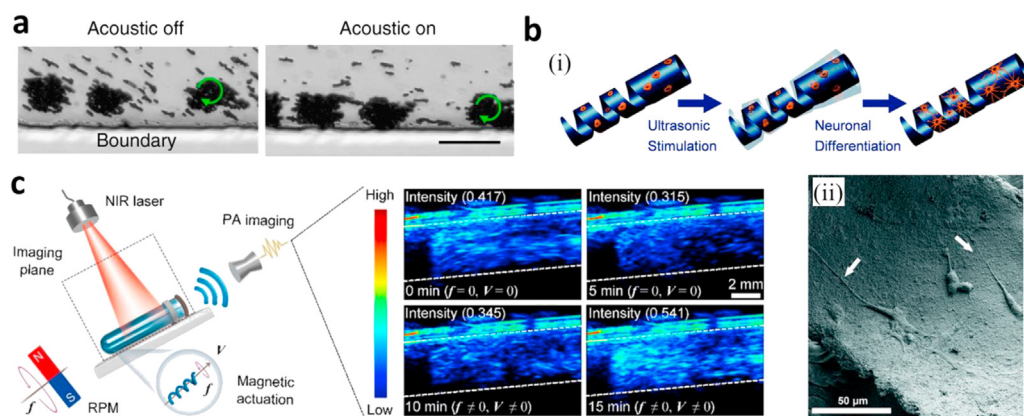 a
Acoustic off
Acoustic on
Boundary
b
(i)
Ultrasonic
Stimulation
Neuronal
Differentiation
(ii)
50 μm
c
NIR laser
Imaging
plane
PA imaging
N
S
f
RPM
V
f
Magnetic
actuation
High
Low
Intensity (0.417)
0 min (f = 0, V = 0)
Intensity (0.315)
5 min (f = 0, V = 0)
2 mm
Intensity (0.345)
10 min (f ≠ 0, V ≠ 0)
Intensity (0.541)
15 min (f ≠ 0, V ≠ 0)